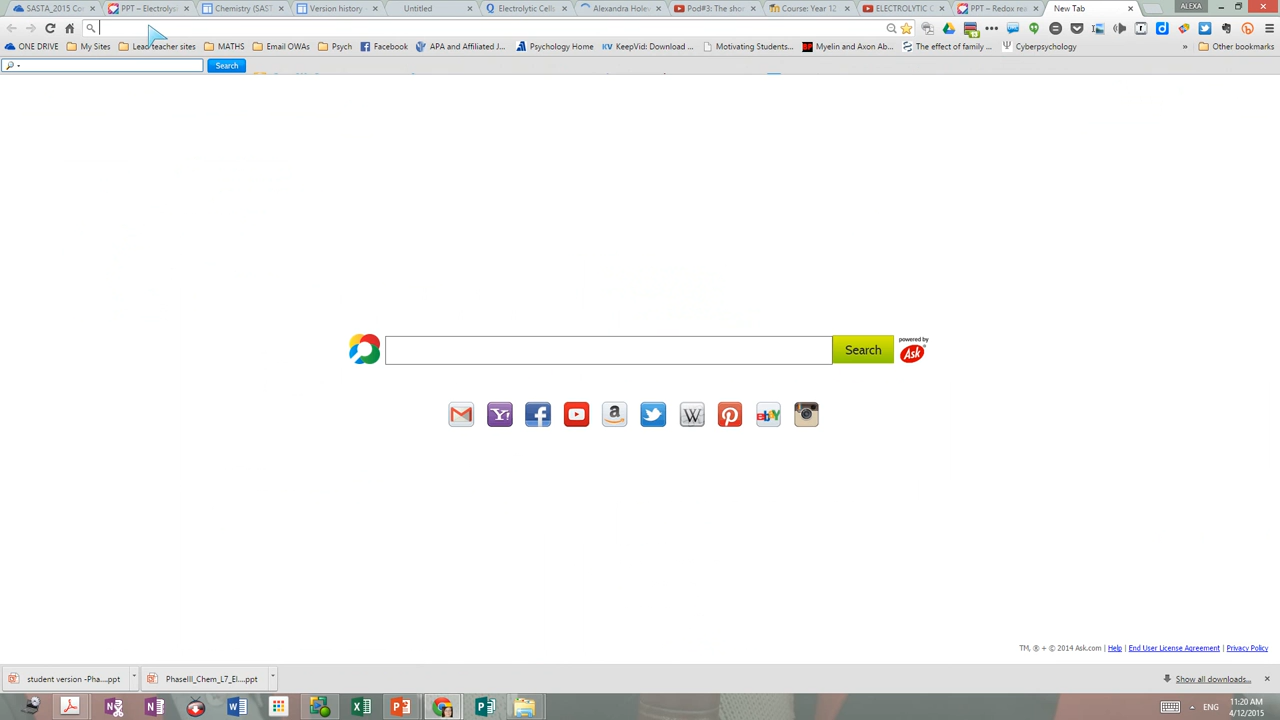 SASTA_2015 Co
PPT – Electrolys
Chemistry (SAST
Version history
Untitled
Electrolytic Cells
Alexandra Holev
Pod#3: The sho
Course: Year 12
ELECTROLYTIC C
PPT – Redox rea
New Tab
ALEXA
ONE DRIVE
My Sites
Lead teacher sites
MATHS
Email OWAs
Psych
Facebook
APA and Affiliated J...
Psychology Home
KeepVid: Download ...
Motivating Students...
BP Myelin and Axon Ab...
The effect of family ...
Cyberpsychology
»
Other bookmarks
Search
Search
powered by
Ask
TM, ® + © 2014 Ask.com | Help | End User License Agreement | Privacy Policy
student version -Pha....ppt
PhaseIII_Chem_L7_El....ppt
Show all downloads...
ENG
11:20 AM
4/12/2015